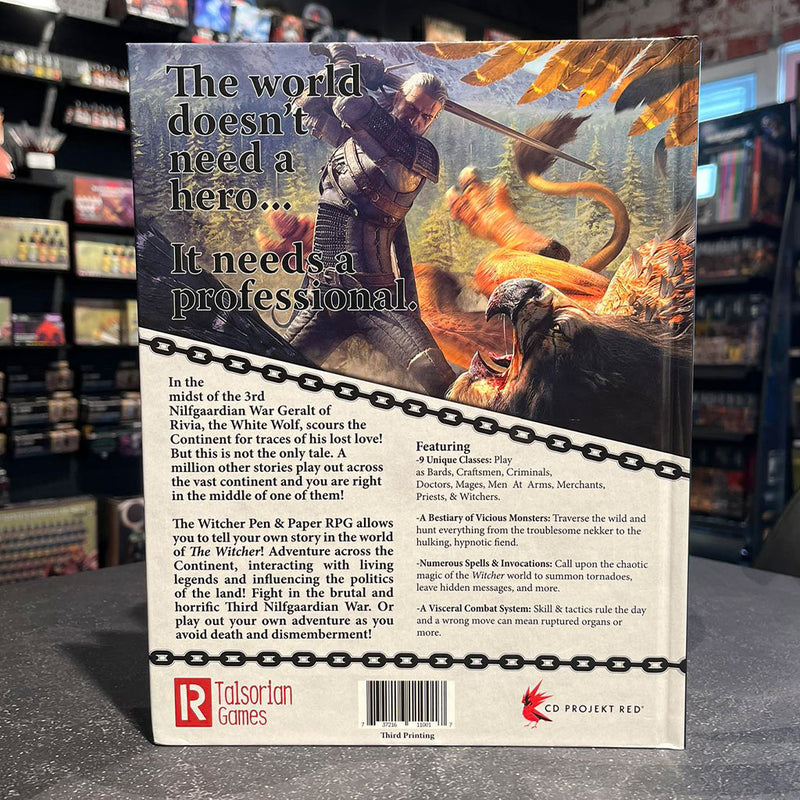 The world
doesn't
need a
hero...
It needs a
professional.
In the
midst of the 3rd
Nilfgaardian War Geralt of
Rivia, the White Wolf, scours the
Continent for traces of his lost love!
But this is not the only tale. A
million other stories play out across
the vast continent and you are right
in the middle of one of them!
The Witcher Pen & Paper RPG allows
you to tell your own story in the world
of The Witcher! Adventure across the
Continent, interacting with living
legends and influencing the politics
of the land! Fight in the brutal and
horrific Third Nilfgaardian War. Or
play out your own adventure as you
avoid death and dismemberment!
Featuring
-9 Unique Classes: Play
as Bards, Craftsmen, Criminals,
Doctors, Mages, Men At Arms, Merchants,
Priests, & Witchers.
-A Bestiary of Vicious Monsters: Traverse the wild and
hunt everything from the troublesome nekker to the
hulking, hypnotic fiend.
-Numerous Spells & Invocations: Call upon the chaotic
magic of the Witcher world to summon tornadoes,
leave hidden messages, and more.
-A Visceral Combat System: Skill & tactics rule the day
and a wrong move can mean ruptured organs or
more.
R Talsorian
Games
7 37216 11001 7
Third Printing
CD PROJEKT RED